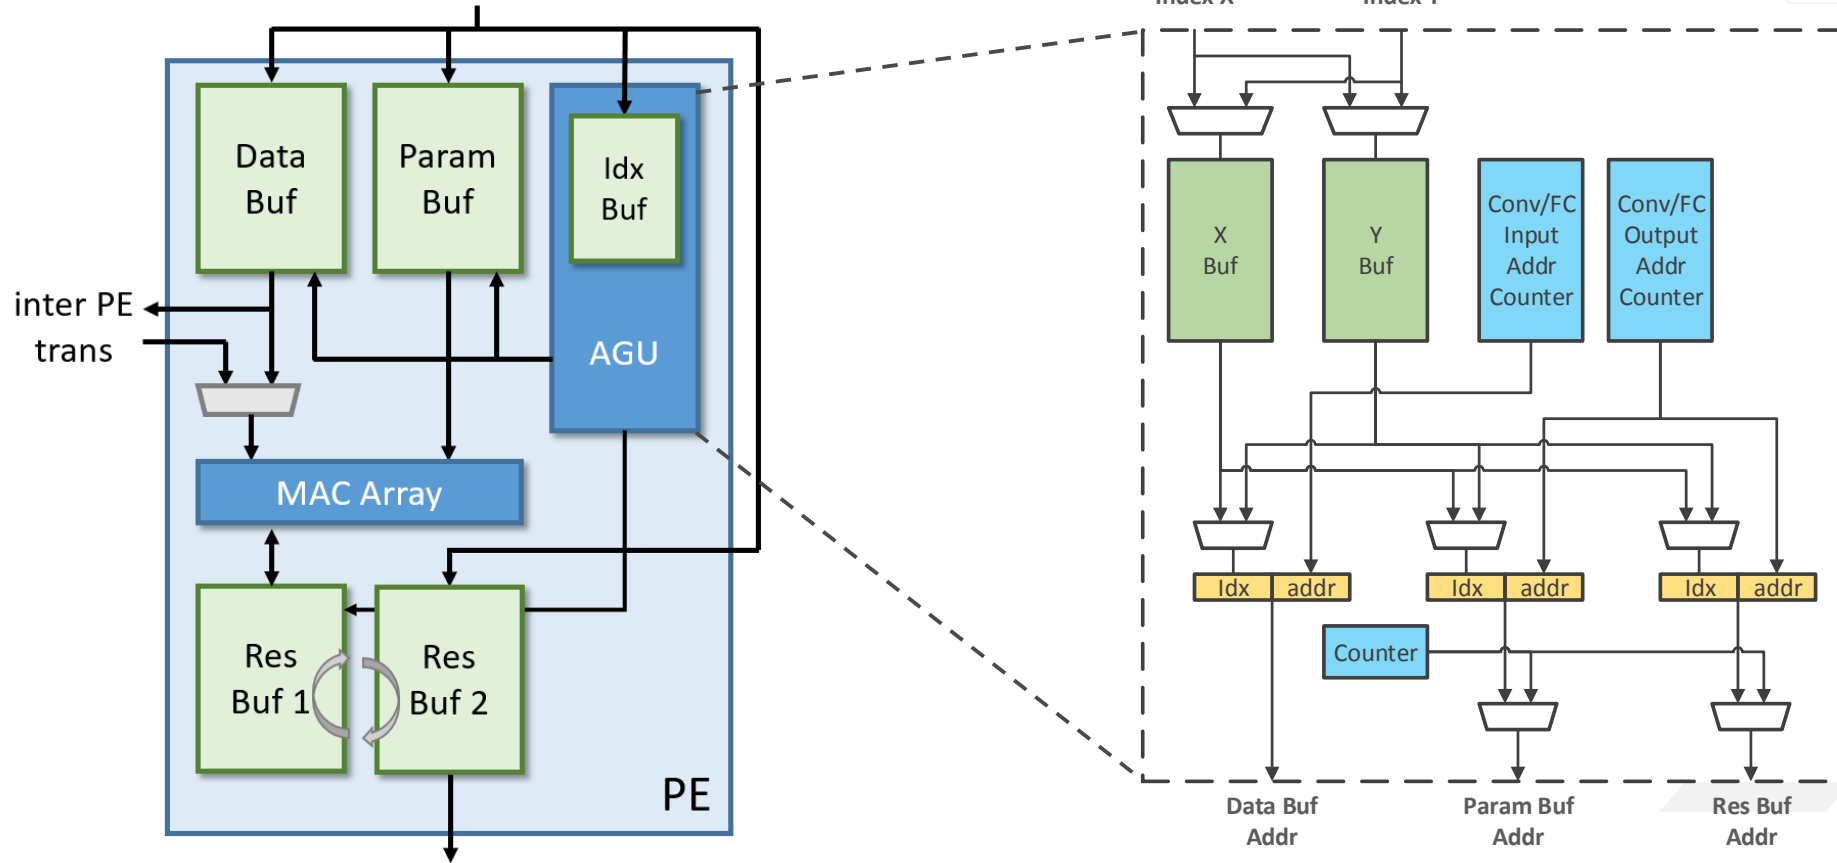 Data
Buf
Param
Buf
Idx
Buf
inter PE
trans
AGU
MAC Array
Res
Buf 1
Res
Buf 2
PE
Index X
Index Y
X
Buf
Y
Buf
Conv/FC
Input
Addr
Counter
Conv/FC
Output
Addr
Counter
Idx addr
Idx addr
Idx addr
Counter
Data Buf
Addr
Param Buf
Addr
Res Buf
Addr